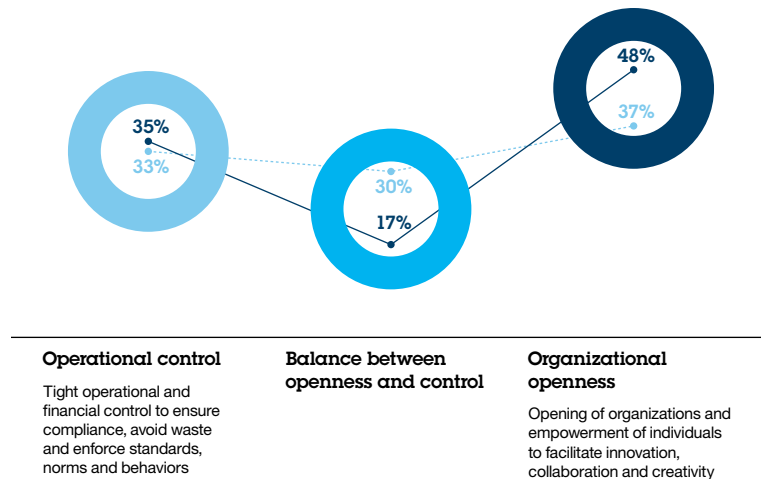 48%
37%
35%
33%
30%
17%
Operational control
Tight operational and
financial control to ensure
compliance, avoid waste
and enforce standards,
norms and behaviors
Balance between
openness and control
Organizational
openness
Opening of organizations and
empowerment of individuals
to facilitate innovation,
collaboration and creativity